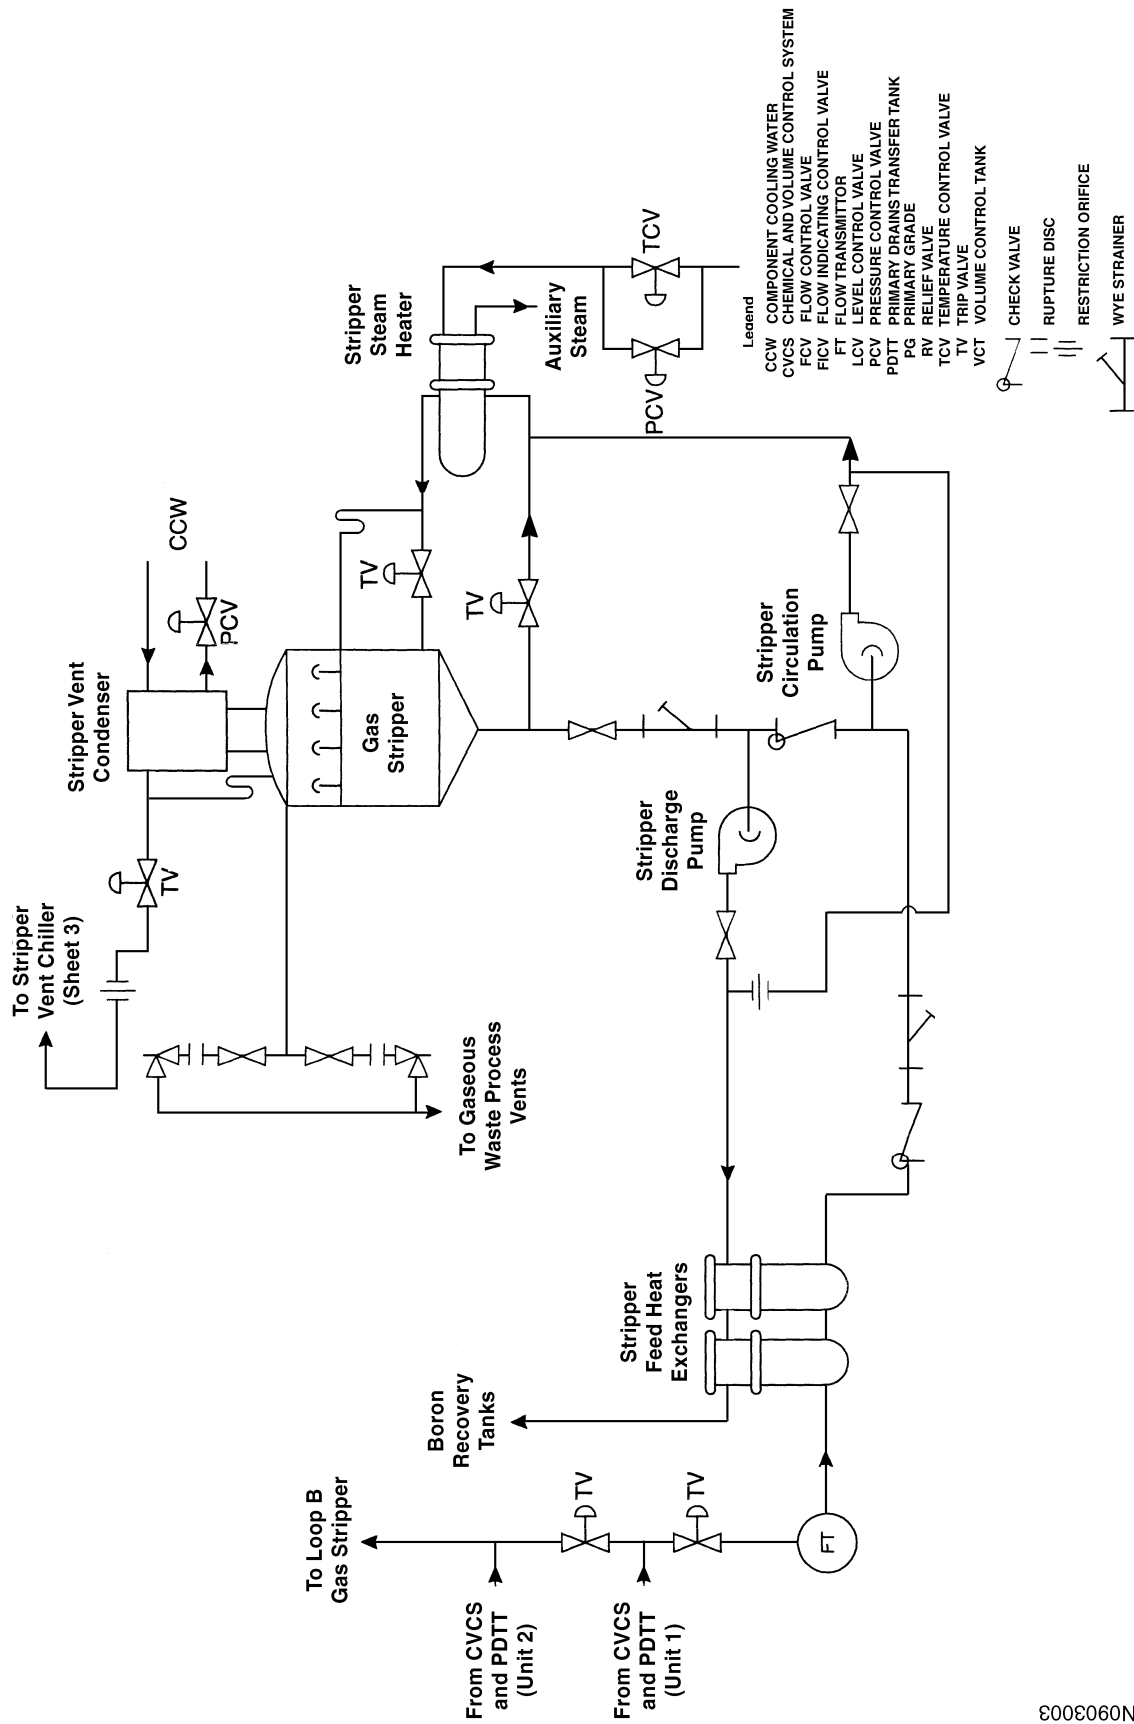 To Stripper
Vent Chiller
(Sheet 3)
TV
Stripper Vent
Condenser
PCV
CCW
To Gaseous
Waste Process
Vents
Gas
Stripper
TV
TV
Stripper
Steam
Heater
Auxiliary
Steam
TCV
PCV
Stripper
Discharge
Pump
Stripper
Circulation
Pump
Stripper
Feed Heat
Exchangers
Boron
Recovery
Tanks
To Loop B
Gas Stripper
TV
TV
From CVCS
and PDTT
(Unit 2)
From CVCS
and PDTT
(Unit 1)
FT
Legend
CCW COMPONENT COOLING WATER
CVCS CHEMICAL AND VOLUME CONTROL SYSTEM
FCV FLOW CONTROL VALVE
FICV FLOW INDICATING CONTROL VALVE
FT FLOW TRANSMITTOR
LCV LEVEL CONTROL VALVE
PCV PRESSURE CONTROL VALVE
PDTT PRIMARY DRAINS TRANSFER TANK
PG PRIMARY GRADE
RV RELIEF VALVE
TCV TEMPERATURE CONTROL VALVE
TV TRIP VALVE
VCT VOLUME CONTROL TANK
CHECK VALVE
RUPTURE DISC
RESTRICTION ORIFICE
WYE STRAINER
N0903003